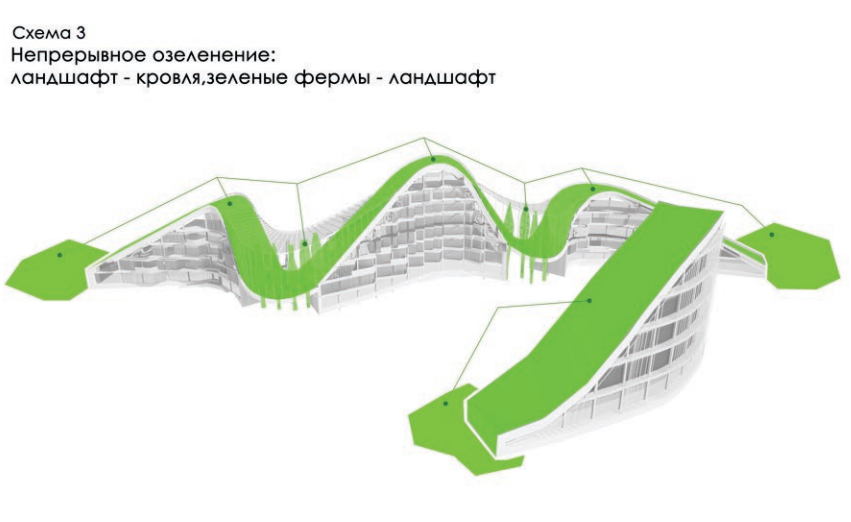 Схема 3
Непрерывное озеленение:
ландшафт - кровля,зеленые фермы - ландшафт